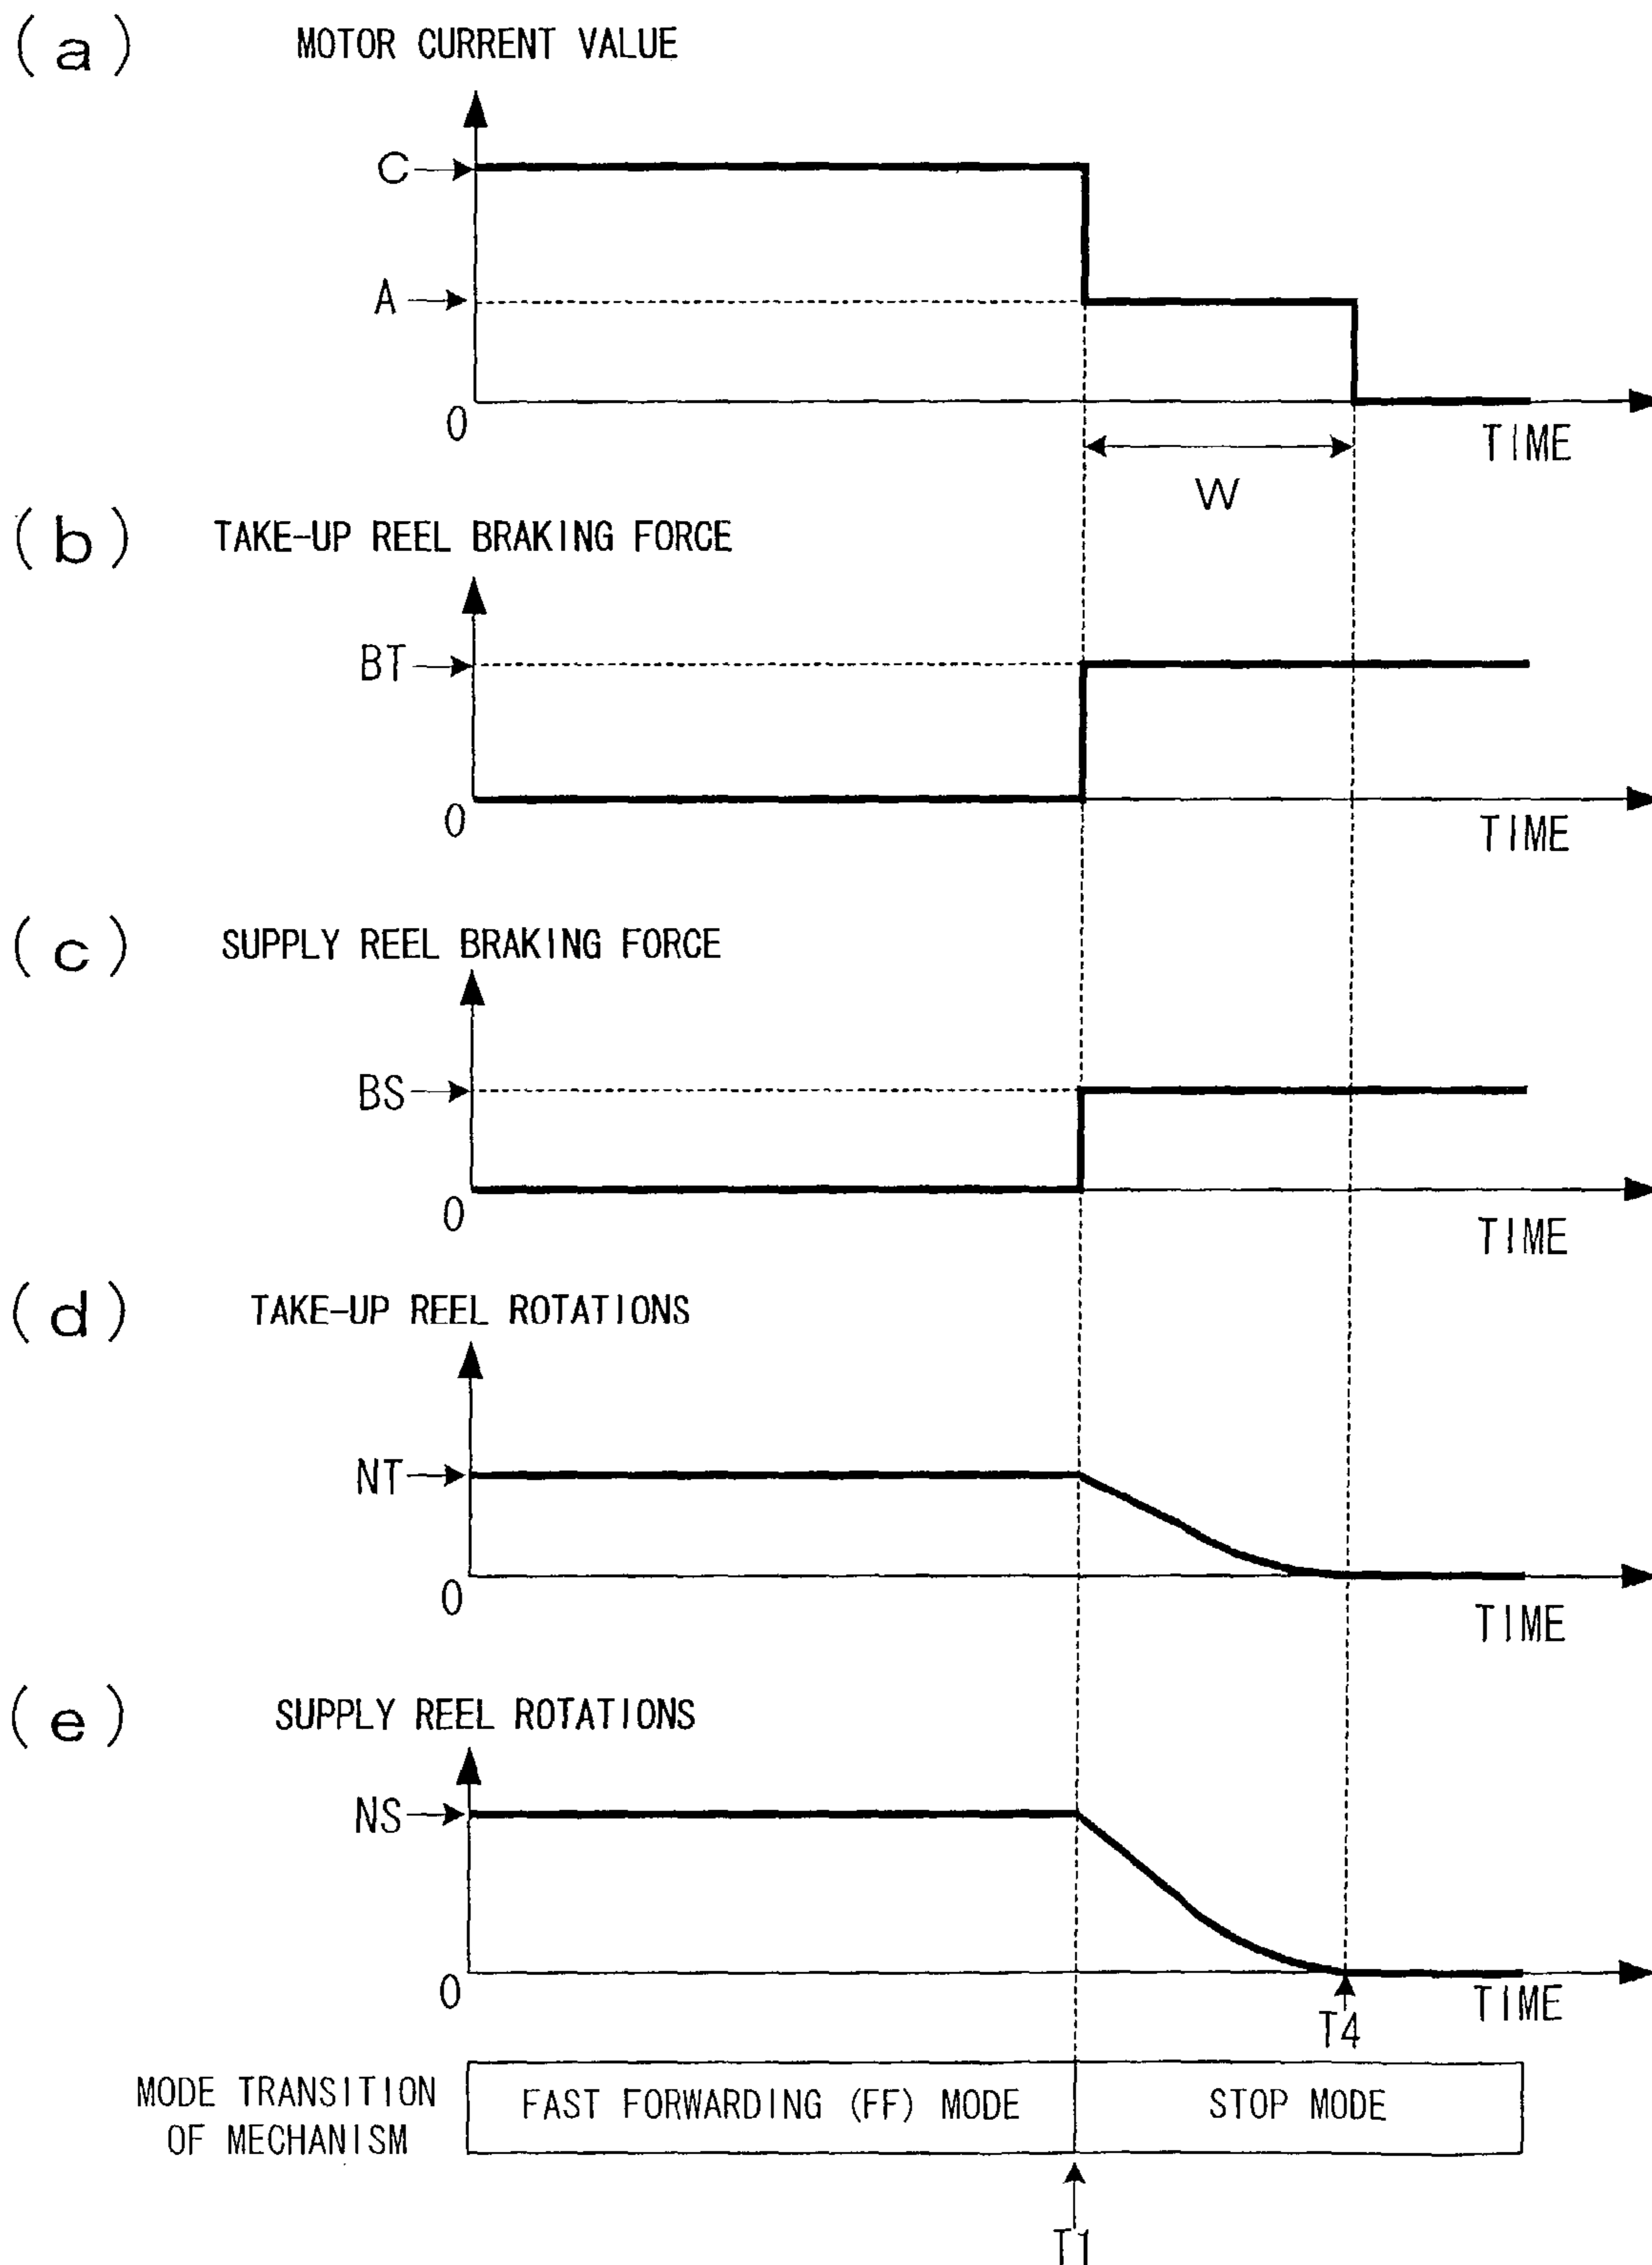 (a)
MOTOR CURRENT VALUE
C
A
0
TIME
W
(b)
TAKE-UP REEL BRAKING FORCE
BT
0
TIME
(c)
SUPPLY REEL BRAKING FORCE
BS
0
TIME
(d)
TAKE-UP REEL ROTATIONS
NT
0
TIME
(e)
SUPPLY REEL ROTATIONS
NS
0
TIME
T4
MODE TRANSITION
OF MECHANISM
FAST FORWARDING (FF) MODE
STOP MODE
T1